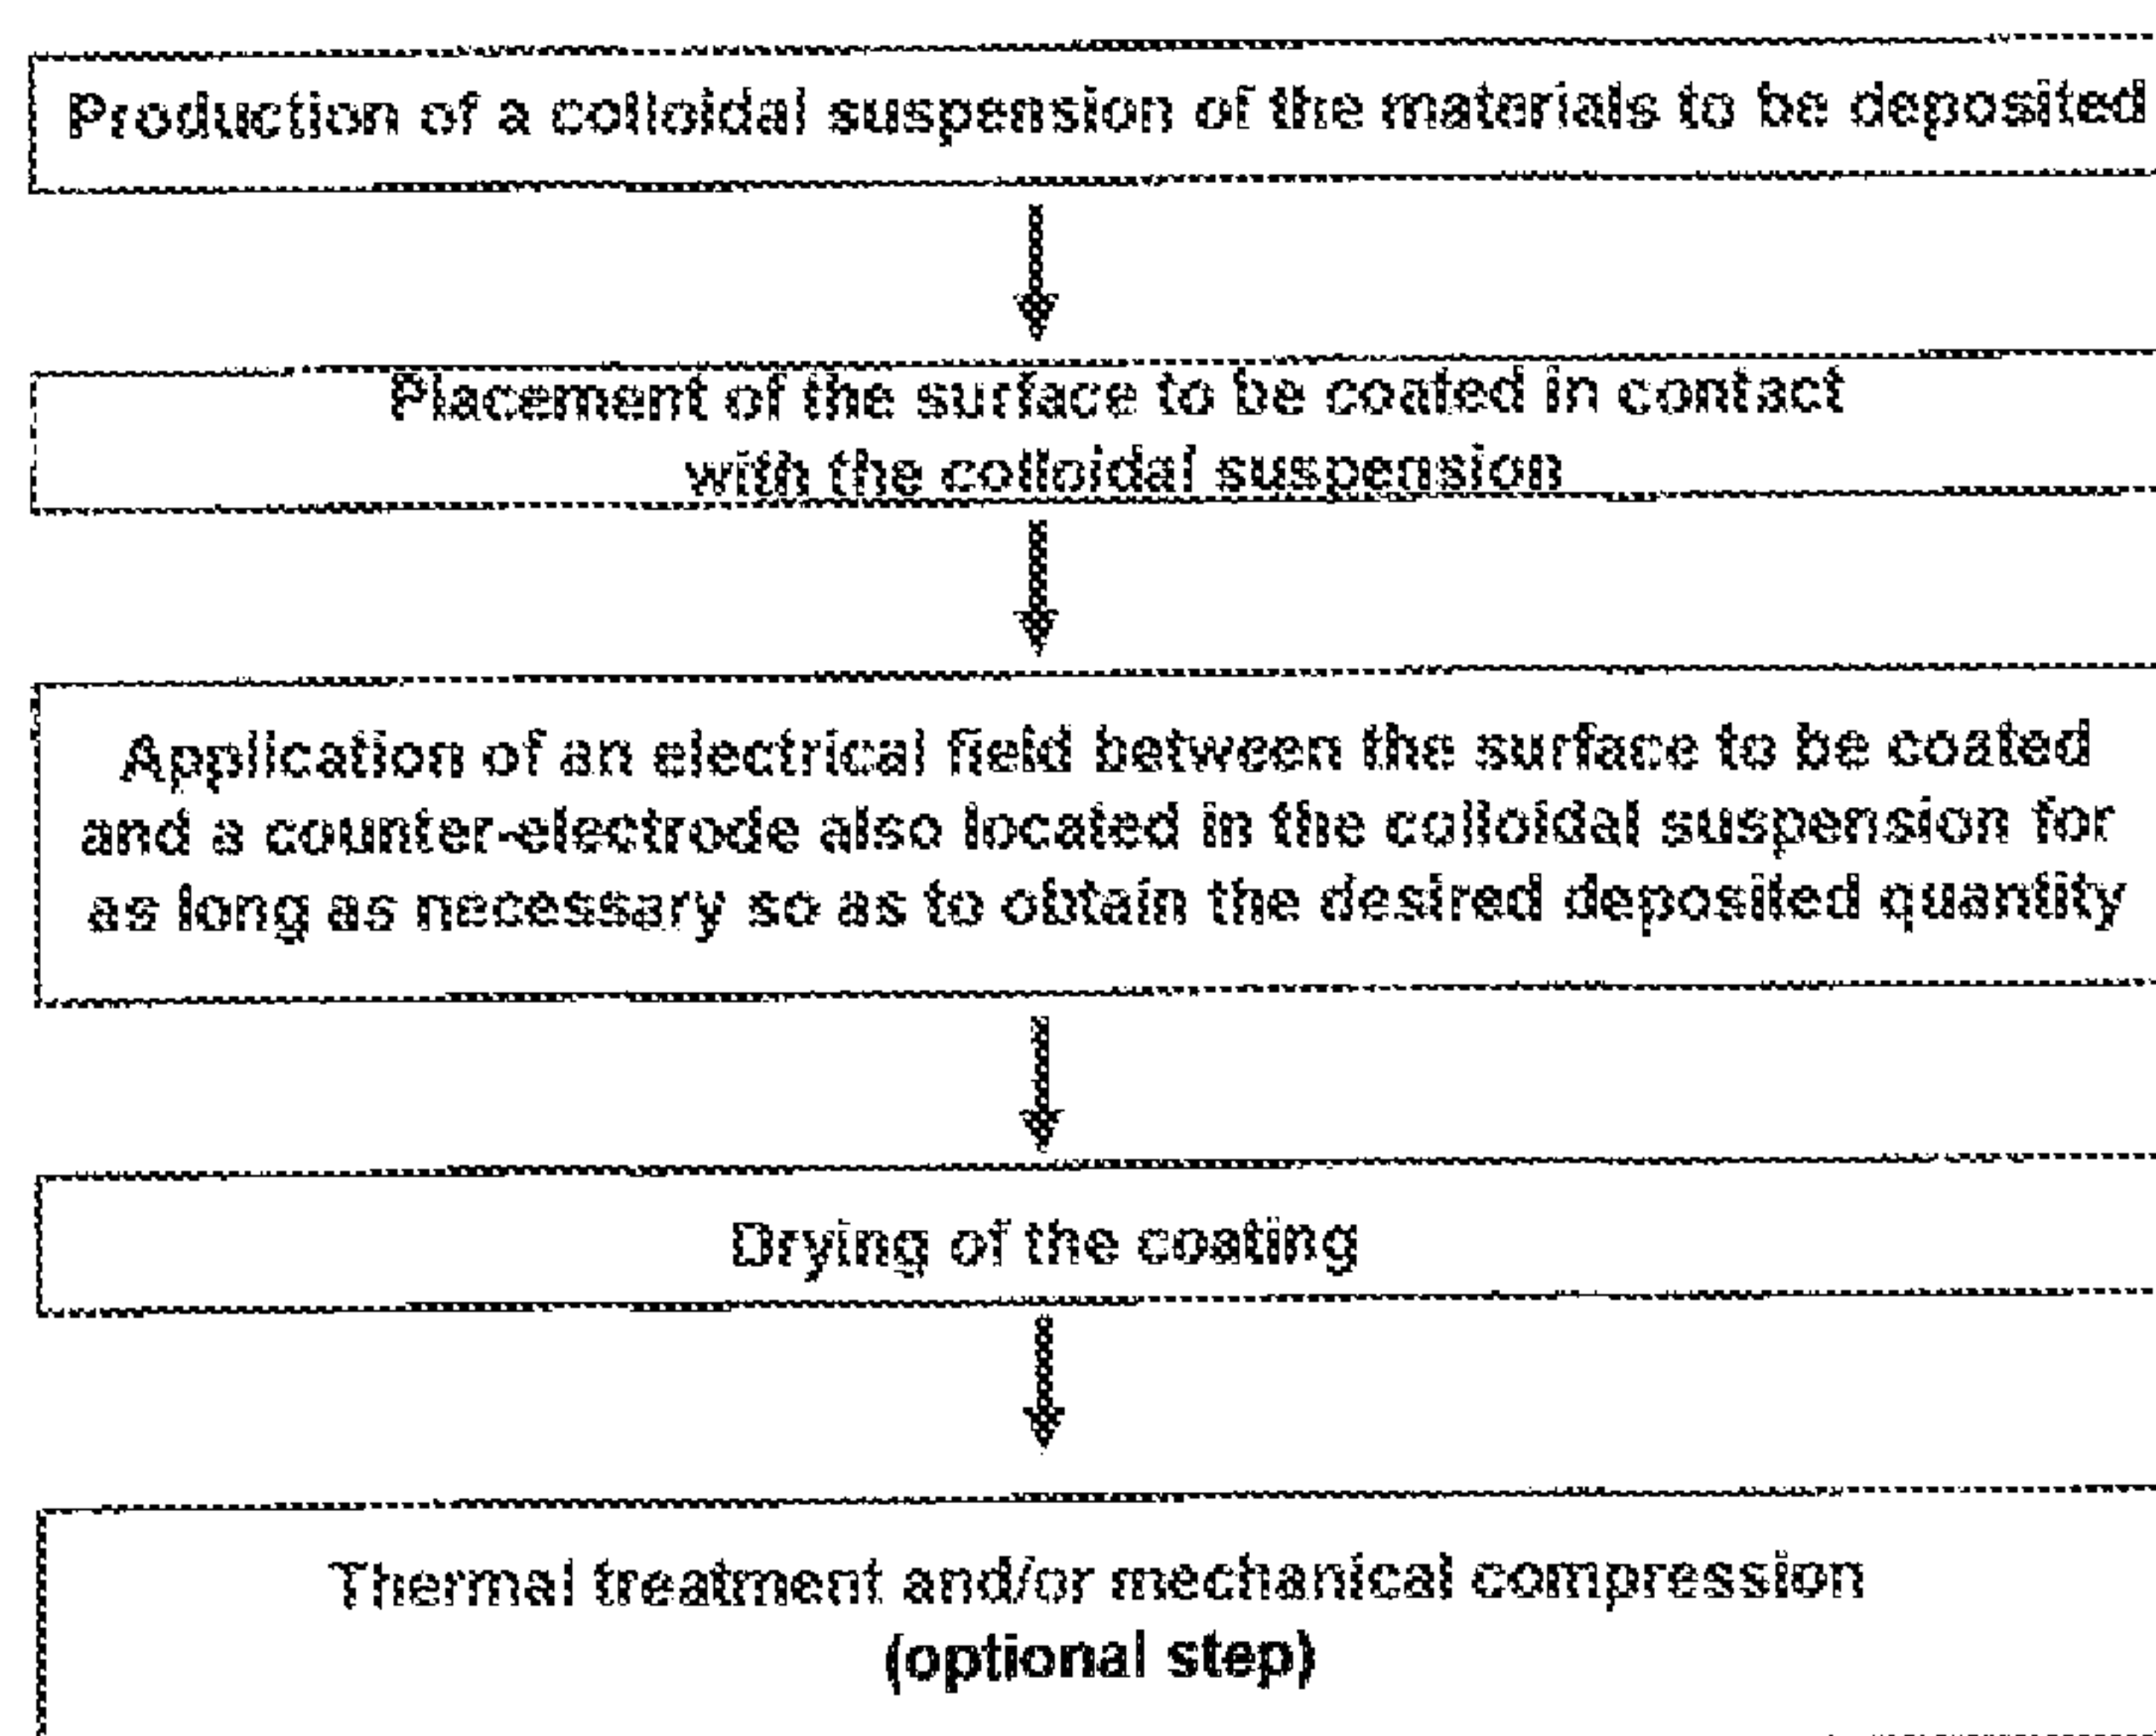 Production of a colloidal suspension of the materials to be deposited
Placement of the surface to be coated in contact
with the colloidal suspension
Application of an electrical field between the surface to be coated
and a counter-electrode also located in the colloidal suspension for
as long as necessary so as to obtain the desired deposited quantity
Drying of the coating
Thermal treatment and/or mechanical compression
(optional step)